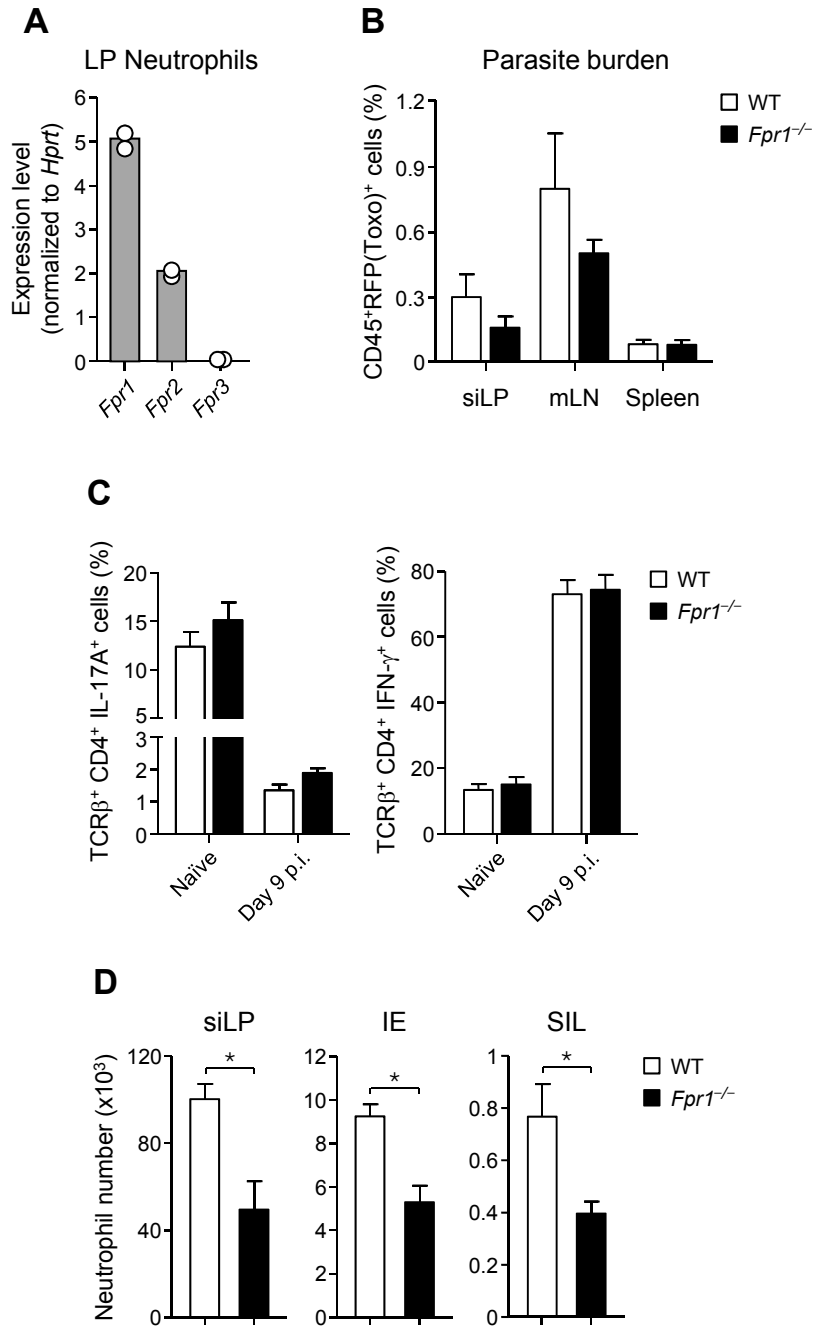 A
LP Neutrophils
Expression level
(normalized to Hprt)
6
5
4
3
2
1
0
Fpr1
Fpr2
Fpr3
B
Parasite burden
CD45⁺RFP(Toxo)⁺ cells (%)
1.2
0.9
0.6
0.3
0
siLP
mLN
Spleen
WT
Fpr1⁻/⁻
C
TCRβ⁺ CD4⁺ IL-17A⁺ cells (%)
20
15
10
5
3
2
1
0
Naïve
Day 9 p.i.
TCRβ⁺ CD4⁺ IFN-γ⁺ cells (%)
80
60
40
20
0
Naïve
Day 9 p.i.
WT
Fpr1⁻/⁻
D
Neutrophil number (x10³)
siLP
120
80
40
0
*
IE
12
10
8
6
4
2
0
*
SIL
1
0.8
0.6
0.4
0.2
0
*
WT
Fpr1⁻/⁻